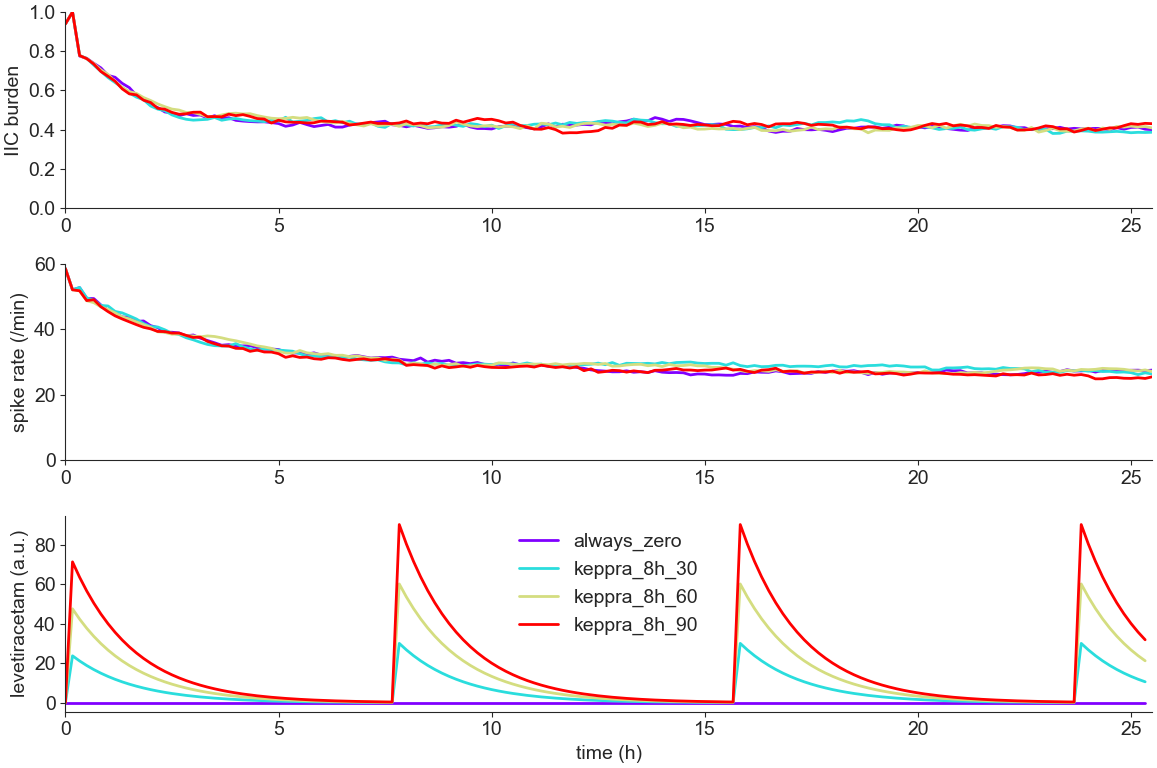 IIC burden
1.0
0.8
0.6
0.4
0.2
0.0
0 5 10 15 20 25
spike rate (/min)
60
40
20
0
0 5 10 15 20 25
levetiracetam (a.u.)
80
60
40
20
0
always_zero
keppra_8h_30
keppra_8h_60
keppra_8h_90
0 5 10 15 20 25
time (h)